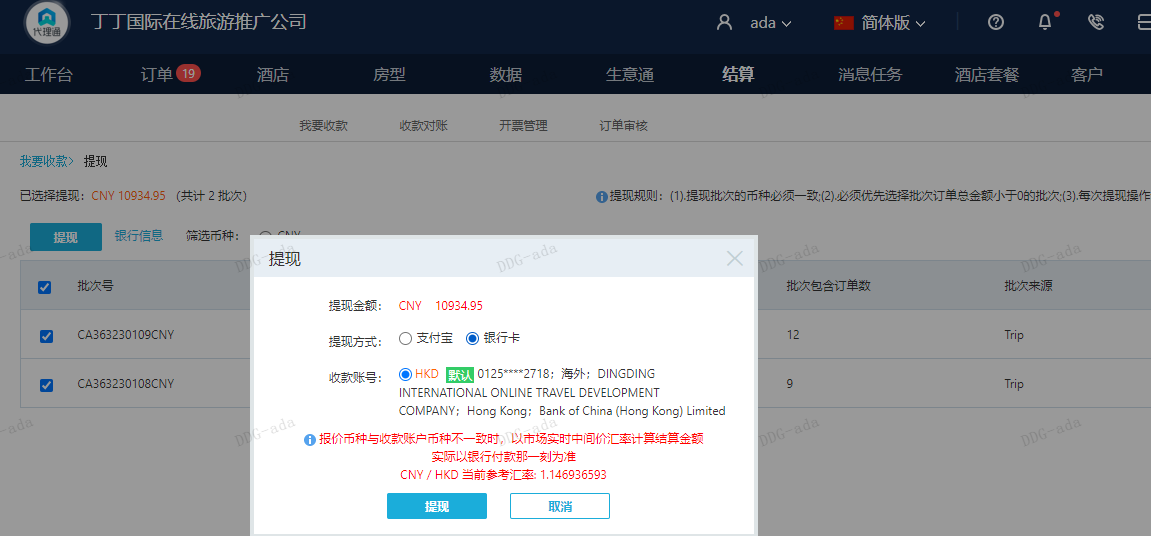 代理通
丁丁国际在线旅游推广公司
ada
简体版
工作台
订单 19
酒店
房型
数据
生意通
结算
消息任务
酒店套餐
客户
我要收款
收款对账
开票管理
订单审核
我要收款> 提现
已选择提现：CNY 10934.95 （共计 2 批次）
提现规则：(1).提现批次的币种必须一致;(2).必须优先选择批次订单总金额小于0的批次;(3).每次提现操作
提现
银行信息
筛选币种：
CNY
批次号
批次包含订单数
批次来源
CA363230109CNY
12
Trip
CA363230108CNY
9
Trip
提现
提现金额： CNY 10934.95
提现方式： 支付宝 银行卡
收款账号： HKD 默认 0125****2718；海外；DINGDING
INTERNATIONAL ONLINE TRAVEL DEVELOPMENT
COMPANY；Hong Kong；Bank of China (Hong Kong) Limited
报价币种与收款账户币种不一致时，以市场实时中间价汇率计算结算金额
实际以银行付款那一刻为准
CNY / HKD 当前参考汇率: 1.146936593
提现
取消
DDG-ada
DDG-ada
DDG-ada
DDG-ada
DDG-ada
DDG-ada
DDG-ada